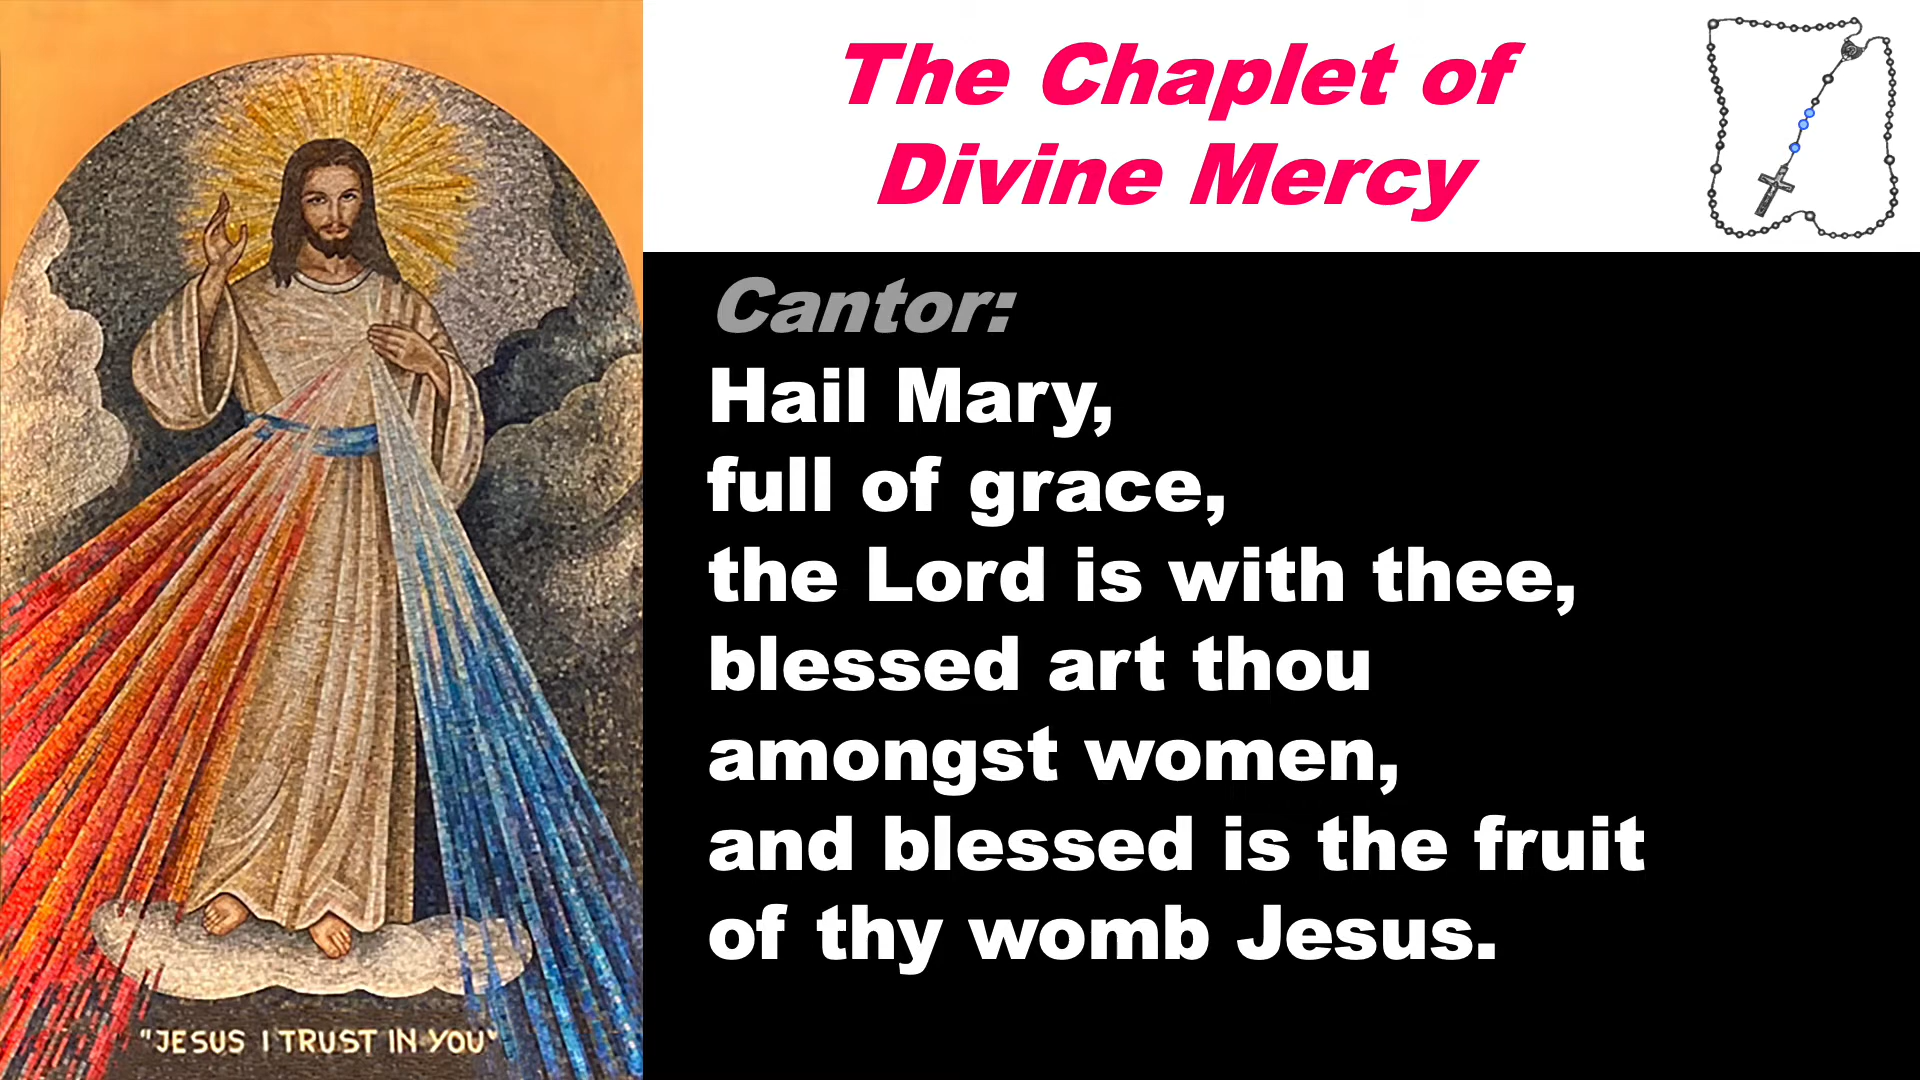 The Chaplet of
Divine Mercy
Cantor:
Hail Mary,
full of grace,
the Lord is with thee,
blessed art thou
amongst women,
and blessed is the fruit
of thy womb Jesus.
"JESUS I TRUST IN YOU"